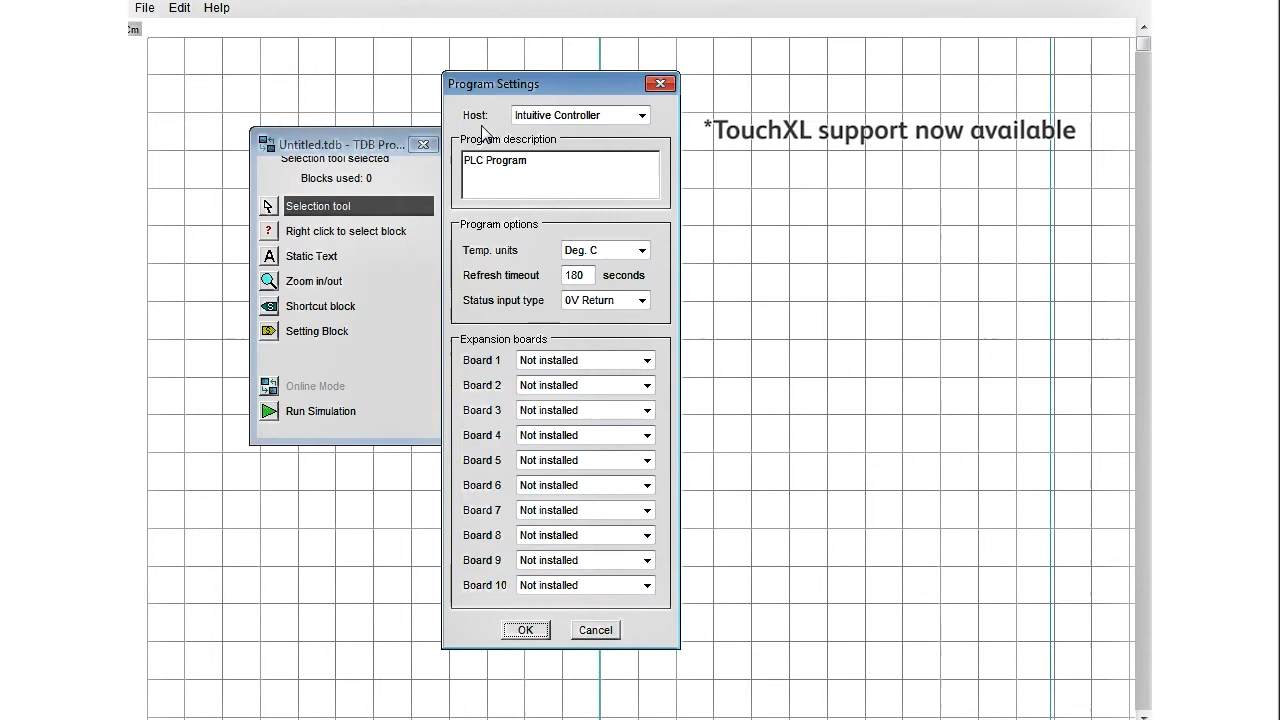 File Edit Help
Cm
Program Settings
Host: Intuitive Controller
*TouchXL support now available
Program description
PLC Program
Untitled.tdb - TDB Pro...
Selection tool selected
Blocks used: 0
Selection tool
? Right click to select block
A Static Text
Zoom in/out
S Shortcut block
Setting Block
Online Mode
Run Simulation
Program options
Temp. units Deg. C
Refresh timeout 180 seconds
Status input type 0V Return
Expansion boards
Board 1 Not installed
Board 2 Not installed
Board 3 Not installed
Board 4 Not installed
Board 5 Not installed
Board 6 Not installed
Board 7 Not installed
Board 8 Not installed
Board 9 Not installed
Board 10 Not installed
OK Cancel